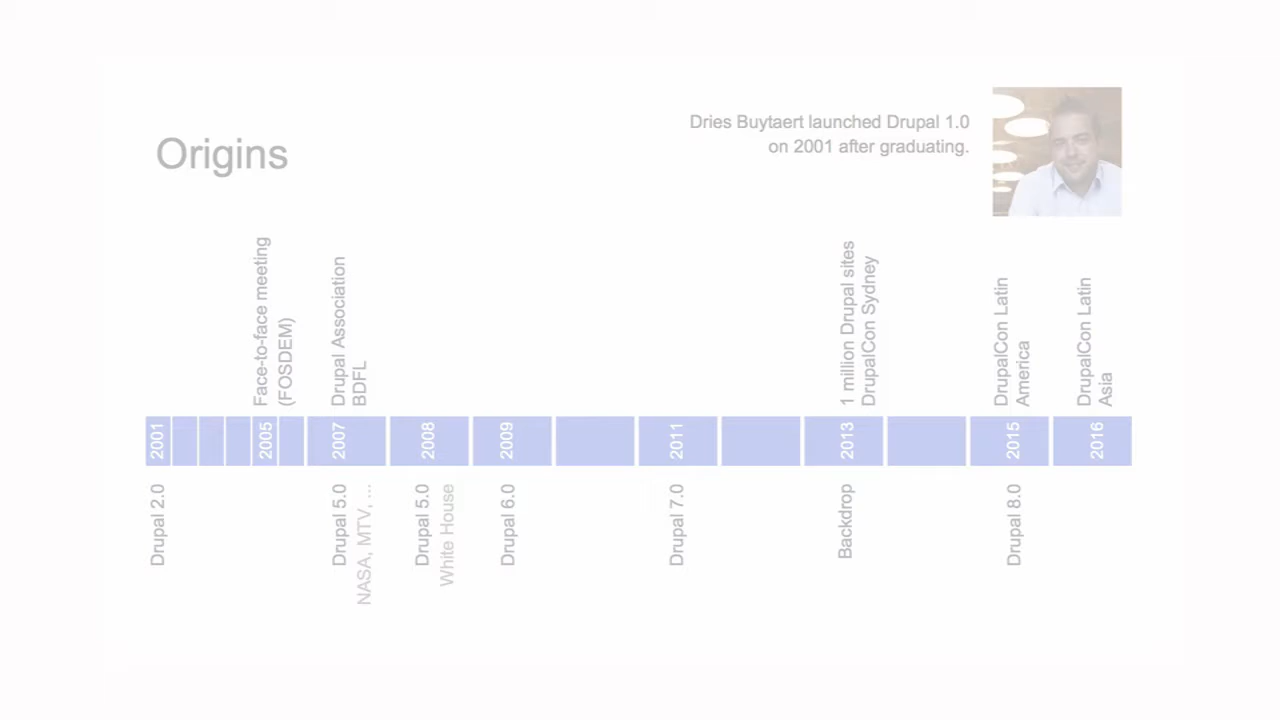 Dries Buytaert launched Drupal 1.0
on 2001 after graduating.
Origins
Face-to-face meeting
(FOSDEM)
Drupal Association
BDFL
1 million Drupal sites
DrupalCon Sydney
DrupalCon Latin
America
DrupalCon Latin
Asia
2001
2005
2007
2008
2009
2011
2013
2015
2016
Drupal 2.0
Drupal 5.0
NASA, MTV, ...
Drupal 5.0
White House
Drupal 6.0
Drupal 7.0
Backdrop
Drupal 8.0